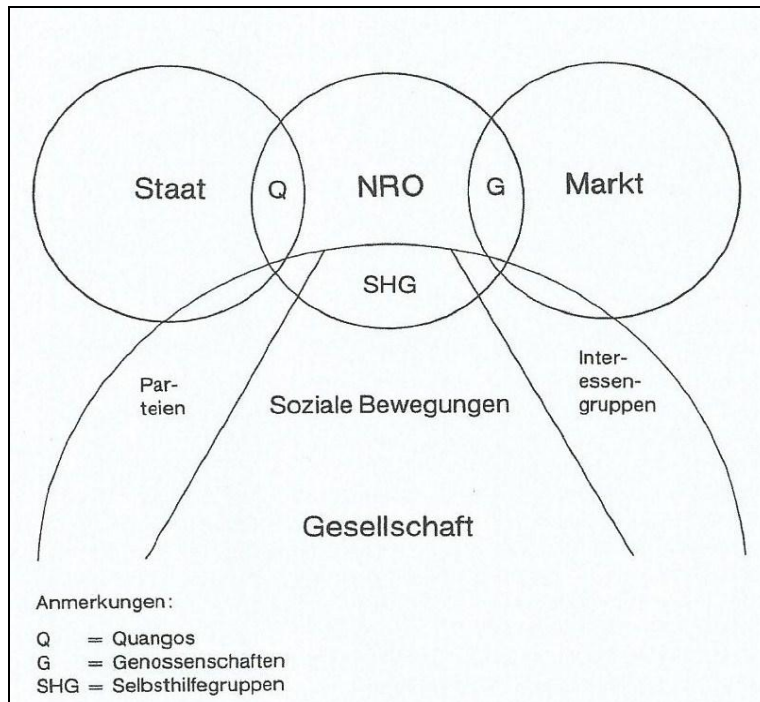 Staat Q NRO G Markt
SHG
Par-
teien
Soziale Bewegungen
Inter-
essen-
gruppen
Gesellschaft
Anmerkungen:
Q = Quangos
G = Genossenschaften
SHG = Selbsthilfegruppen